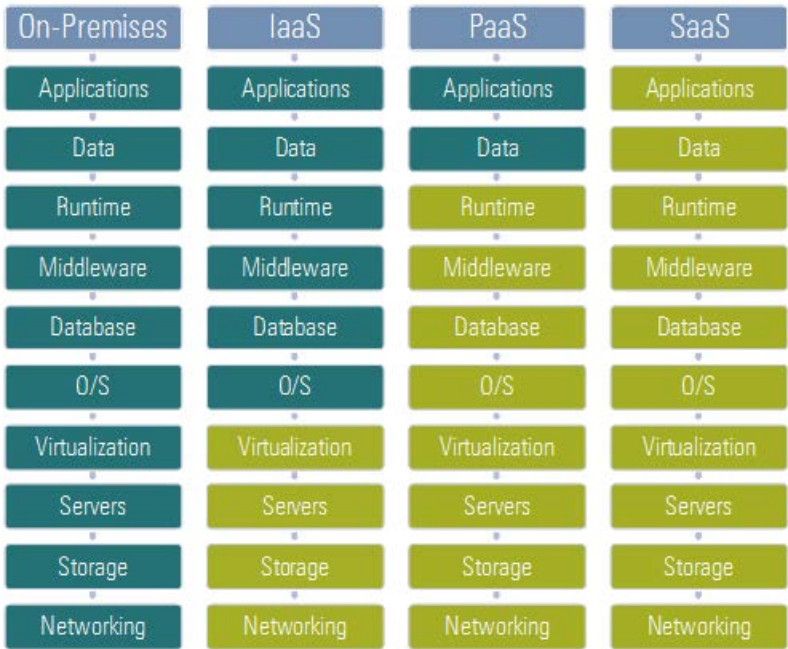 On-Premises IaaS PaaS SaaS
Applications Applications Applications Applications
Data Data Data Data
Runtime Runtime Runtime Runtime
Middleware Middleware Middleware Middleware
Database Database Database Database
O/S O/S O/S O/S
Virtualization Virtualization Virtualization Virtualization
Servers Servers Servers Servers
Storage Storage Storage Storage
Networking Networking Networking Networking